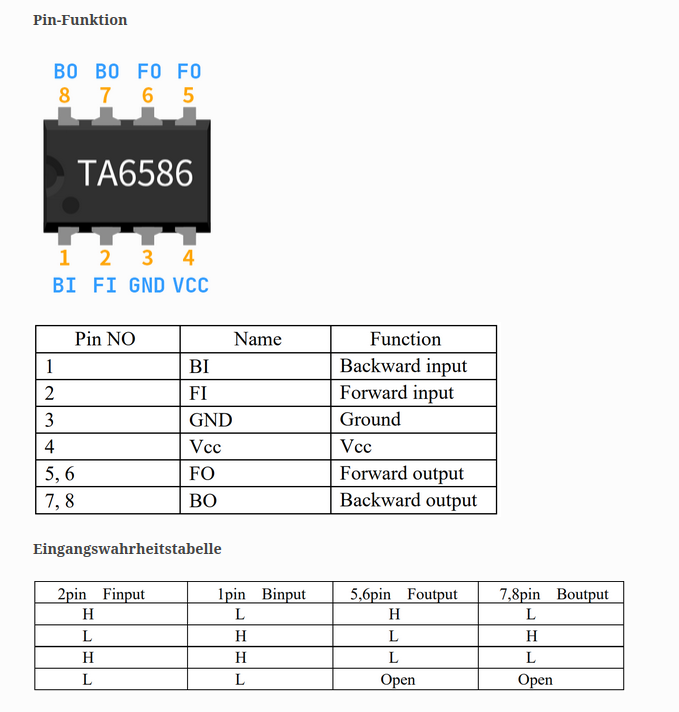 Pin-Funktion
BO BO FO FO
8 7 6 5
TA6586
1 2 3 4
BI FI GND VCC
Pin NO Name Function
1 BI Backward input
2 FI Forward input
3 GND Ground
4 Vcc Vcc
5, 6 FO Forward output
7, 8 BO Backward output
Eingangswahrheitstabelle
2pin Finput 1pin Binput 5,6pin Foutput 7,8pin Boutput
H L H L
L H L H
H H L L
L L Open Open